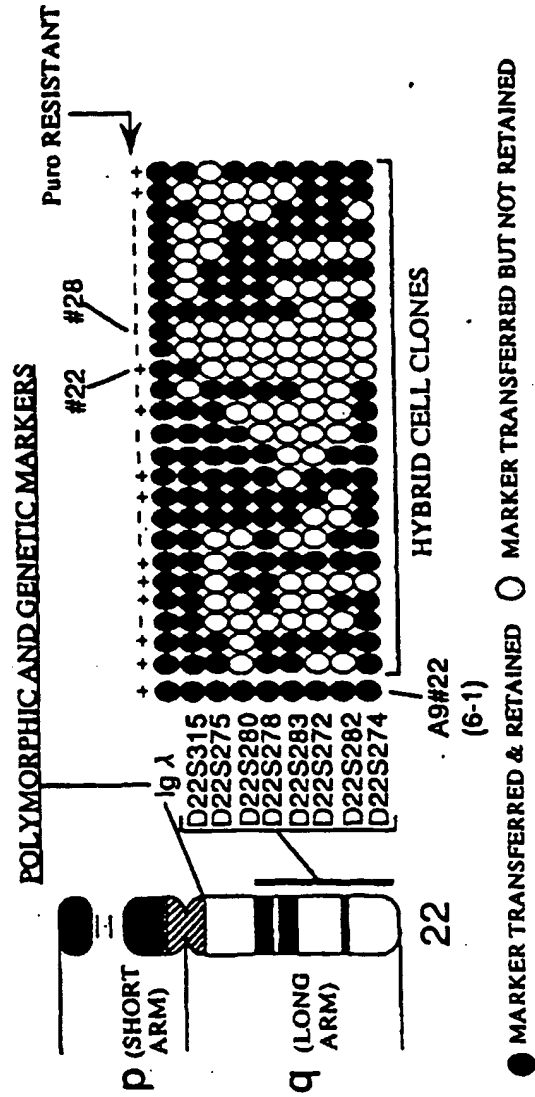 POLYMORPHIC AND GENETIC MARKERS
Puro RESISTANT
#22
#28
+ + - + + + - + - + - + - + + - - - - - - + +
Ig λ
D22S315
D22S275
D22S280
D22S278
D22S283
D22S272
D22S282
D22S274
p (SHORT
ARM)
q (LONG
ARM)
22
A9#22
(6-1)
HYBRID CELL CLONES
MARKER TRANSFERRED & RETAINED
MARKER TRANSFERRED BUT NOT RETAINED